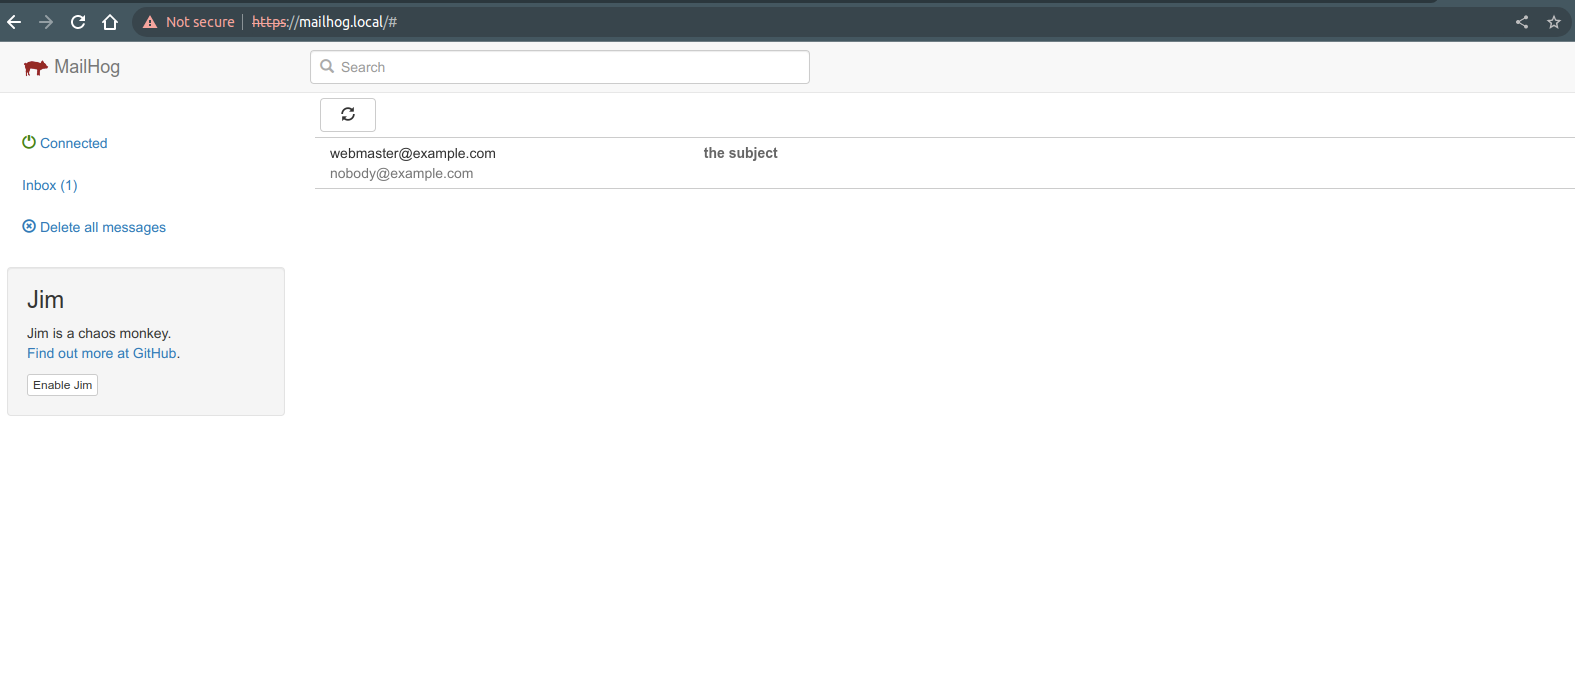 Not secure https://mailhog.local/#
MailHog
Search
Connected
Inbox (1)
Delete all messages
webmaster@example.com the subject
nobody@example.com
Jim
Jim is a chaos monkey.
Find out more at GitHub.
Enable Jim